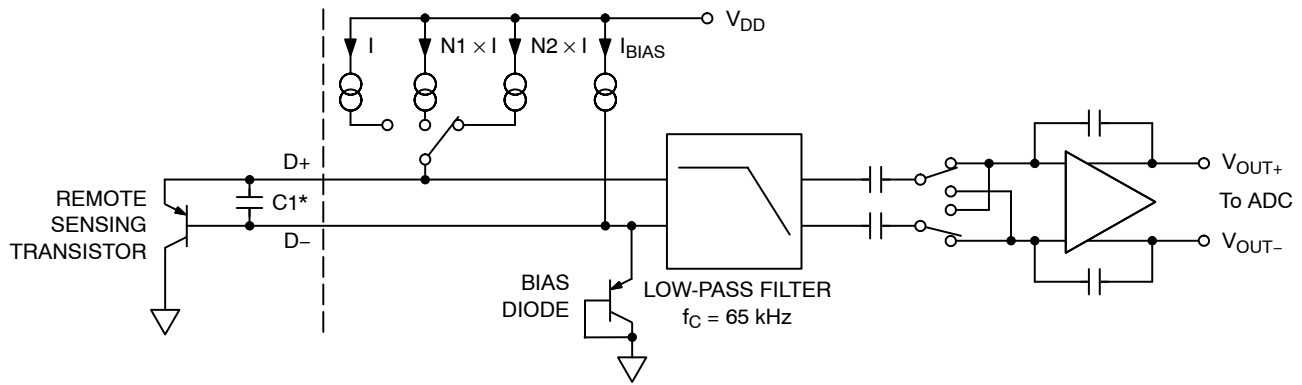 V_DD
I
N1 × I
N2 × I
I_BIAS
D+
REMOTE
SENSING
TRANSISTOR
C1*
D−
BIAS
DIODE
LOW-PASS FILTER
f_C = 65 kHz
V_OUT+
To ADC
V_OUT−